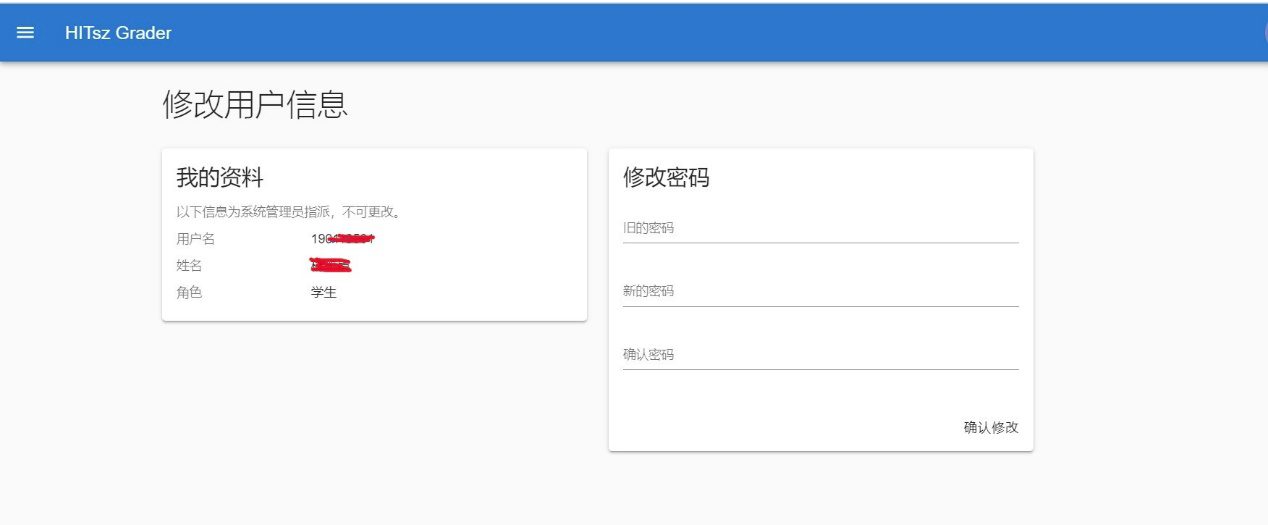 HITsz Grader
修改用户信息
我的资料
以下信息为系统管理员指派，不可更改。
用户名 190
姓名
角色 学生
修改密码
旧的密码
新的密码
确认密码
确认修改